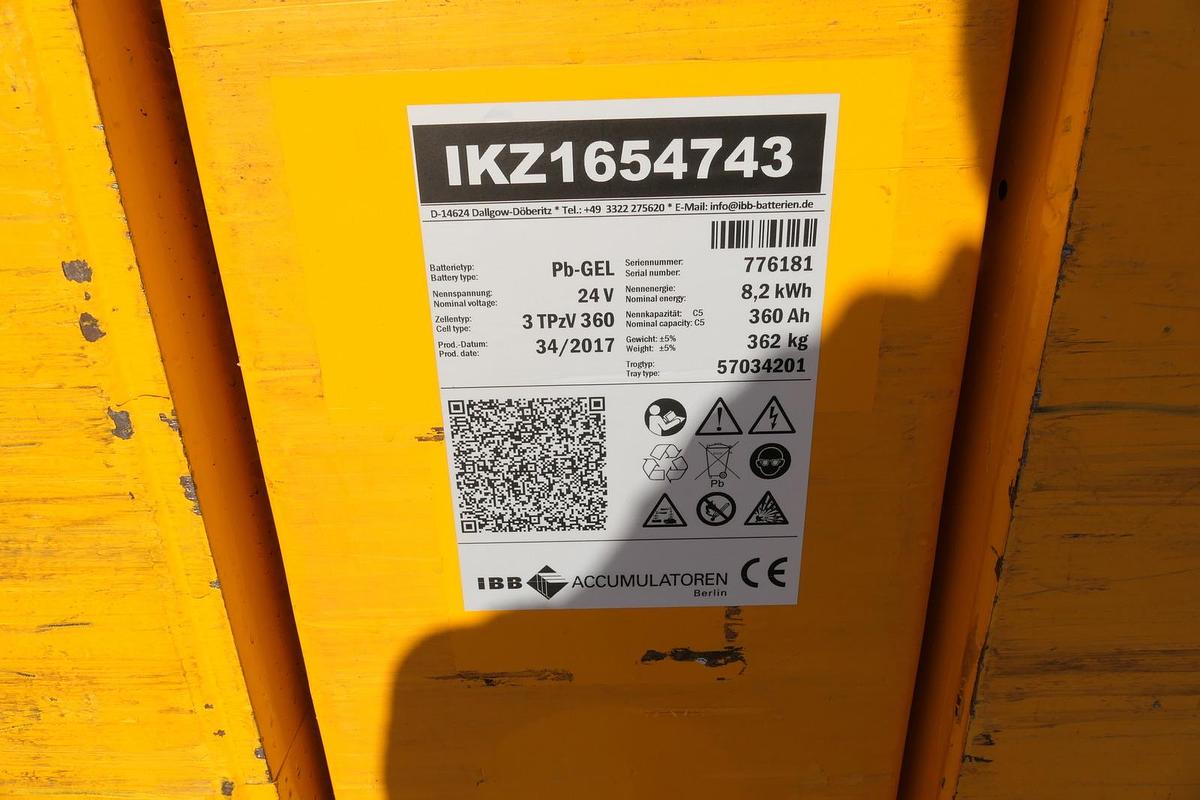 IKZ1654743
D-14624 Dallgow-Döberitz * Tel.: +49 3322 275620 * E-Mail: info@ibb-batterien.de
Batterietyp:
Battery type:
Pb-GEL
Seriennummer:
Serial number:
776181
Nennspannung:
Nominal voltage:
24 V
Nennenergie:
Nominal energy:
8,2 kWh
Zellentyp:
Cell type:
3 TPzV 360
Nennkapazität: C5
Nominal capacity: C5
360 Ah
Prod.-Datum:
Prod. date:
34/2017
Gewicht: ±5%
Weight: ±5%
362 kg
Trogtyp:
Tray type:
57034201
Pb
IBB ACCUMULATOREN
Berlin
CE